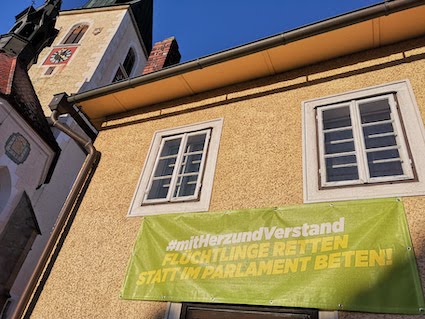 #mitHerzundVerstand
FLÜCHTLINGE RETTEN
STATT IM PARLAMENT BETEN!